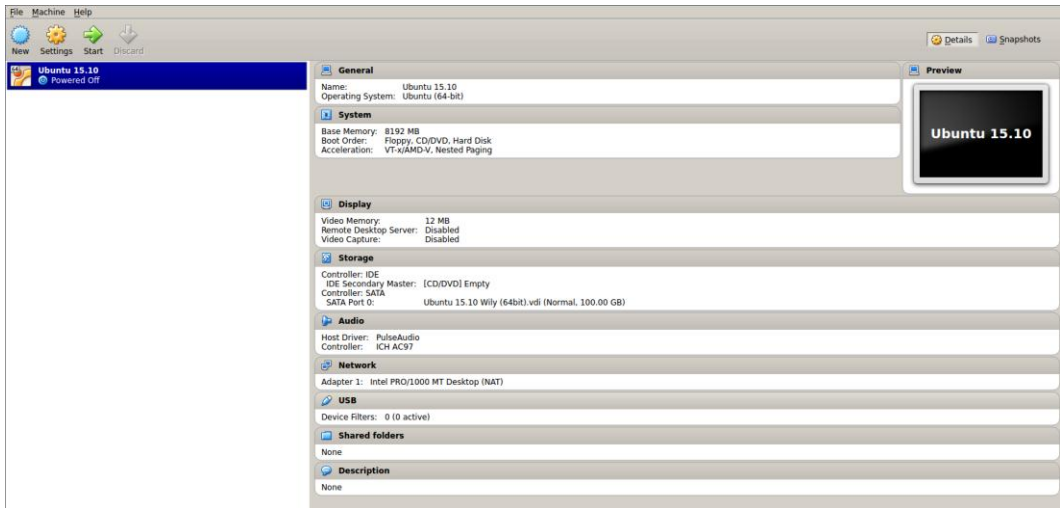 File Machine Help
New Settings Start Discard
Details Snapshots
Ubuntu 15.10
Powered Off
General
Name: Ubuntu 15.10
Operating System: Ubuntu (64-bit)
System
Base Memory: 8192 MB
Boot Order: Floppy, CD/DVD, Hard Disk
Acceleration: VT-x/AMD-V, Nested Paging
Preview
Ubuntu 15.10
Display
Video Memory: 12 MB
Remote Desktop Server: Disabled
Video Capture: Disabled
Storage
Controller: IDE
IDE Secondary Master: [CD/DVD] Empty
Controller: SATA
SATA Port 0: Ubuntu 15.10 Wily (64bit).vdi (Normal, 100.00 GB)
Audio
Host Driver: PulseAudio
Controller: ICH AC97
Network
Adapter 1: Intel PRO/1000 MT Desktop (NAT)
USB
Device Filters: 0 (0 active)
Shared folders
None
Description
None